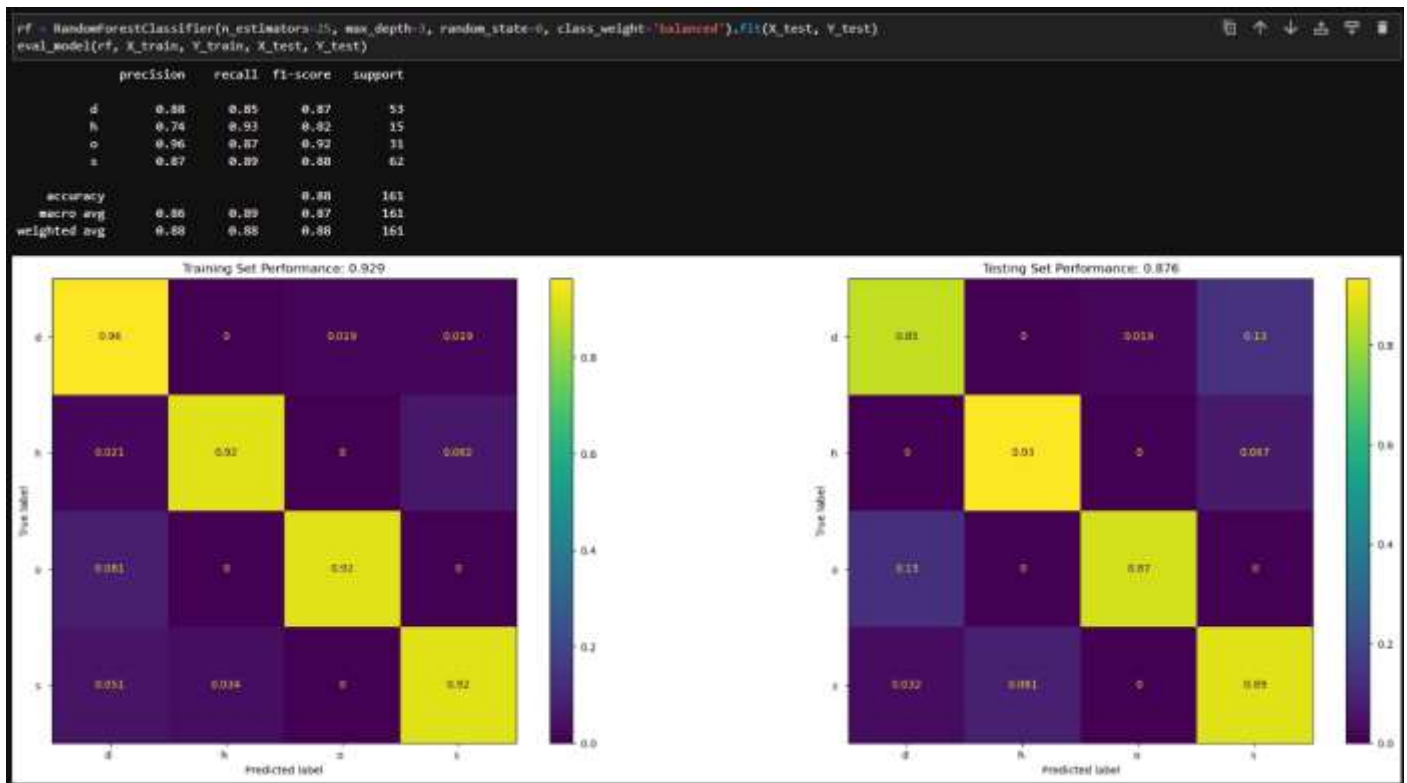 rf = RandomForestClassifier(n_estimators=25, max_depth=3, random_state=0, class_weight='balanced').fit(X_test, Y_test)
eval_model(rf, X_train, Y_train, X_test, Y_test)
precision recall f1-score support
d 0.88 0.85 0.87 53
h 0.74 0.93 0.82 15
o 0.96 0.87 0.92 31
s 0.87 0.89 0.88 62
accuracy 0.88 161
macro avg 0.86 0.89 0.87 161
weighted avg 0.88 0.88 0.88 161
Training Set Performance: 0.929
d 0.96 0 0.019 0.019
h 0.021 0.92 0 0.062
o 0.081 0 0.92 0
s 0.051 0.034 0 0.92
d h o s
True label
Predicted label
0.8
0.6
0.4
0.2
0.0
Testing Set Performance: 0.876
d 0.85 0 0.019 0.13
h 0 0.93 0 0.067
o 0.13 0 0.87 0
s 0.032 0.081 0 0.89
d h o s
True label
Predicted label
0.8
0.6
0.4
0.2
0.0